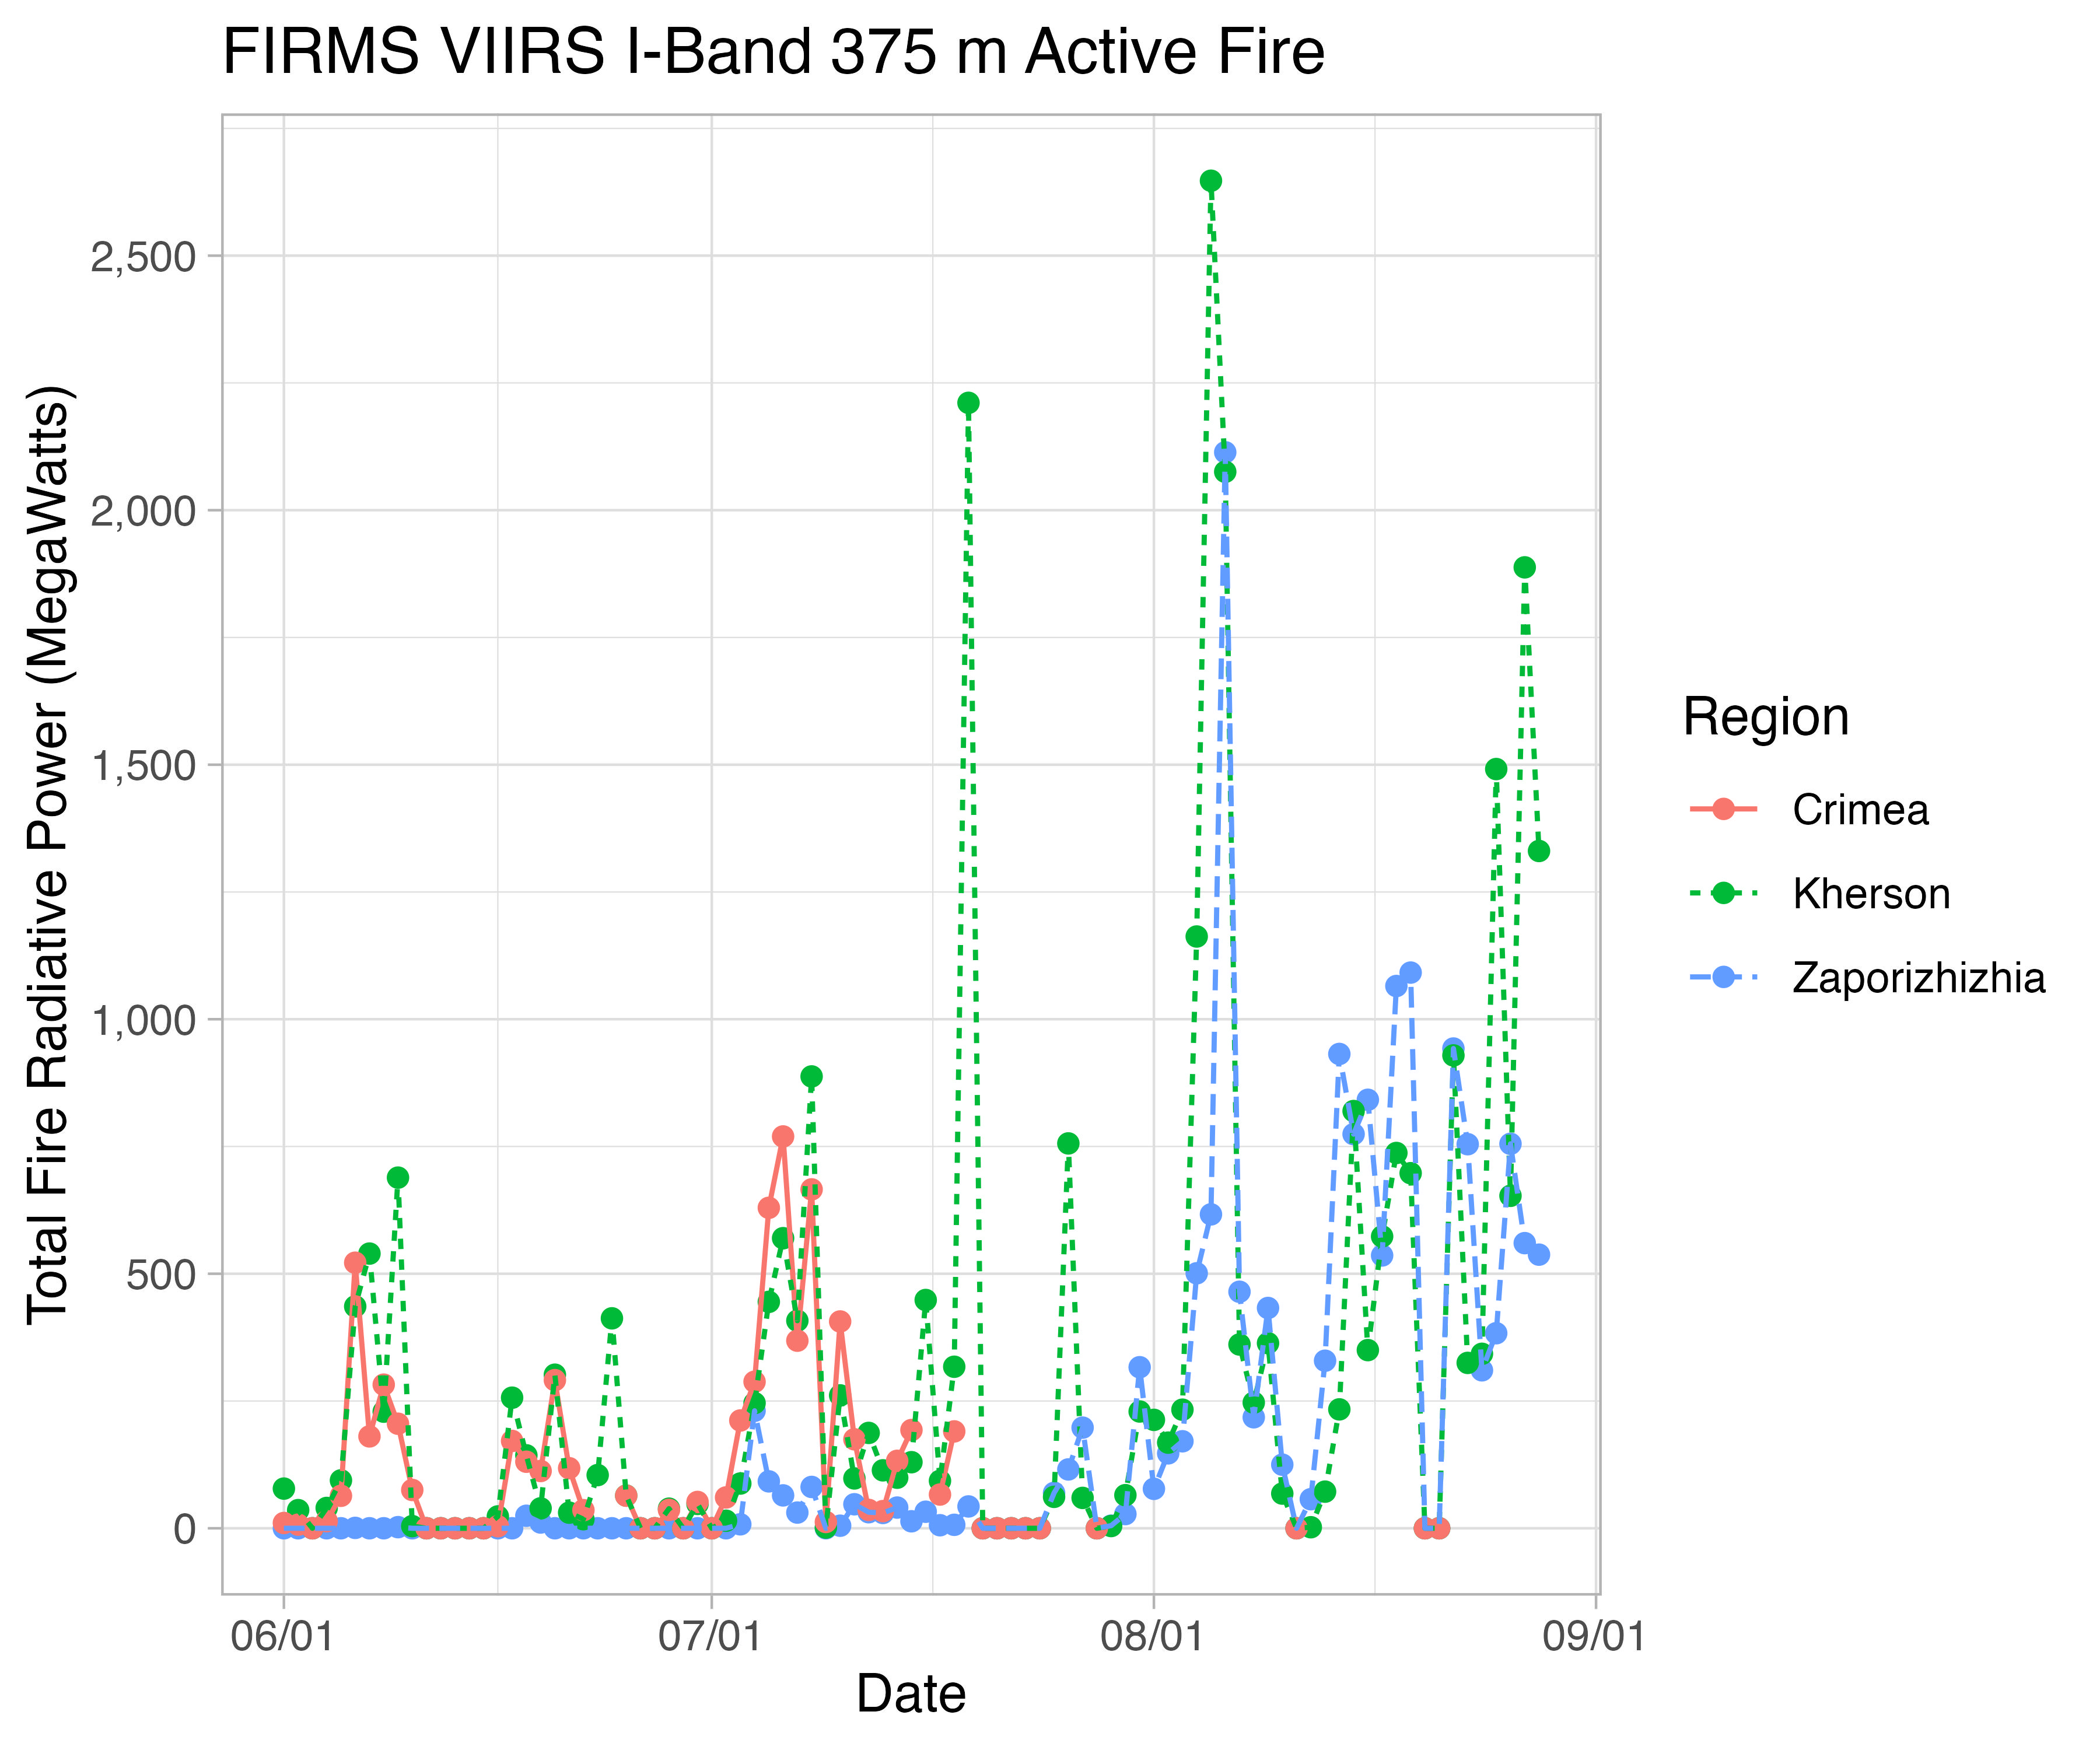 FIRMS VIIRS I-Band 375 m Active Fire
Total Fire Radiative Power (MegaWatts)
2,500
2,000
1,500
1,000
500
0
06/01
07/01
08/01
09/01
Date
Region
Crimea
Kherson
Zaporizhizhia